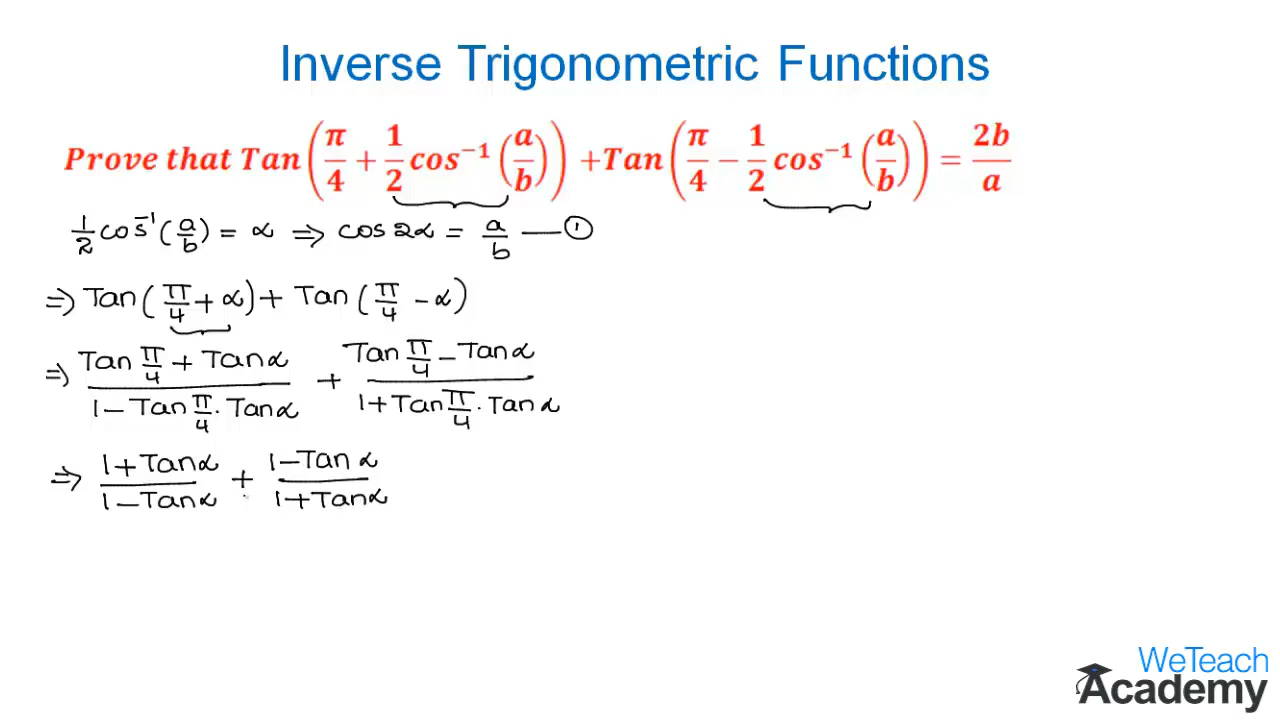 Inverse Trigonometric Functions
Prove that Tan(π/4 + 1/2 cos⁻¹(a/b)) + Tan(π/4 − 1/2 cos⁻¹(a/b)) = 2b/a
1/2 cos⁻¹(a/b) = α ⇒ cos 2α = a/b — ①
⇒ Tan(π/4 + α) + Tan(π/4 − α)
⇒ (Tan π/4 + Tan α)/(1 − Tan π/4 · Tan α) + (Tan π/4 − Tan α)/(1 + Tan π/4 · Tan α)
⇒ (1 + Tan α)/(1 − Tan α) + (1 − Tan α)/(1 + Tan α)
WeTeach
Academy